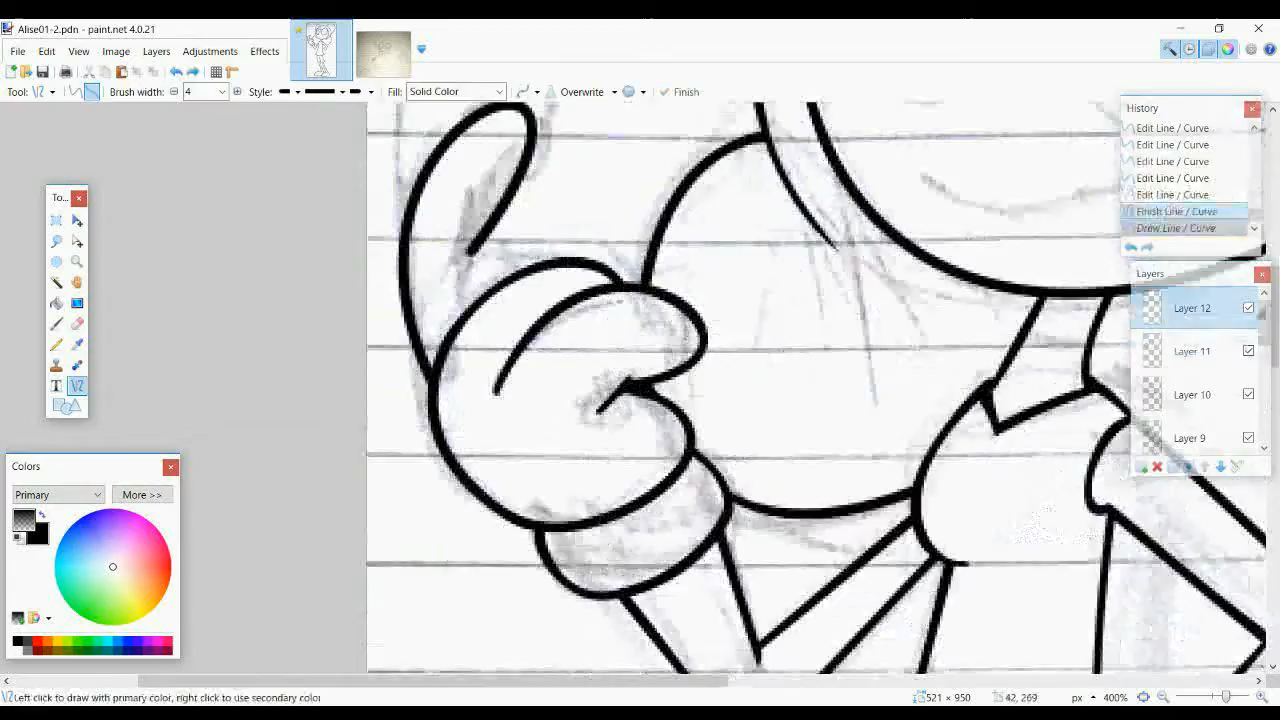 Alise01-2.pdn - paint.net 4.0.21
File Edit View Image Layers Adjustments Effects
Tool: Brush width: 4 Style: Fill: Solid Color Overwrite Finish
History
Edit Line / Curve
Edit Line / Curve
Edit Line / Curve
Edit Line / Curve
Edit Line / Curve
Finish Line / Curve
Draw Line / Curve
To...
T
Layers
Layer 12
Layer 11
Layer 10
Layer 9
Colors
Primary More >>
Left click to draw with primary color, right click to use secondary color 521 × 950 42, 269 px 400%